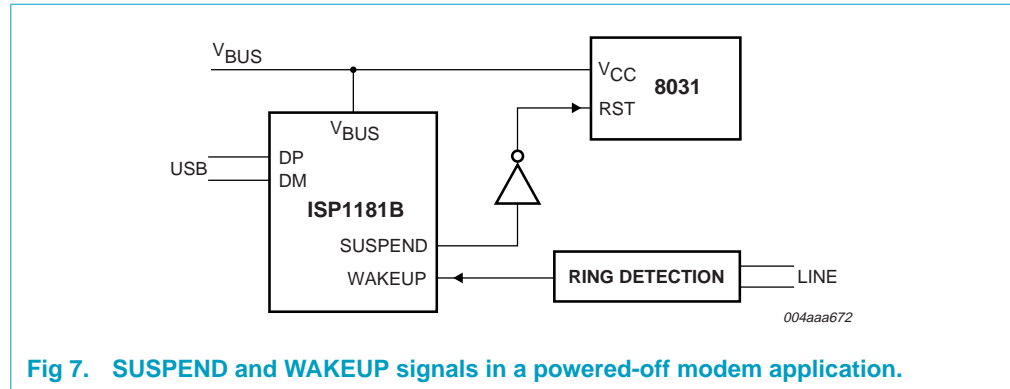 VBUS
VCC
8031
RST
VBUS
USB
DP
DM
ISP1181B
SUSPEND
WAKEUP
RING DETECTION
LINE
004aaa672
Fig 7. SUSPEND and WAKEUP signals in a powered-off modem application.